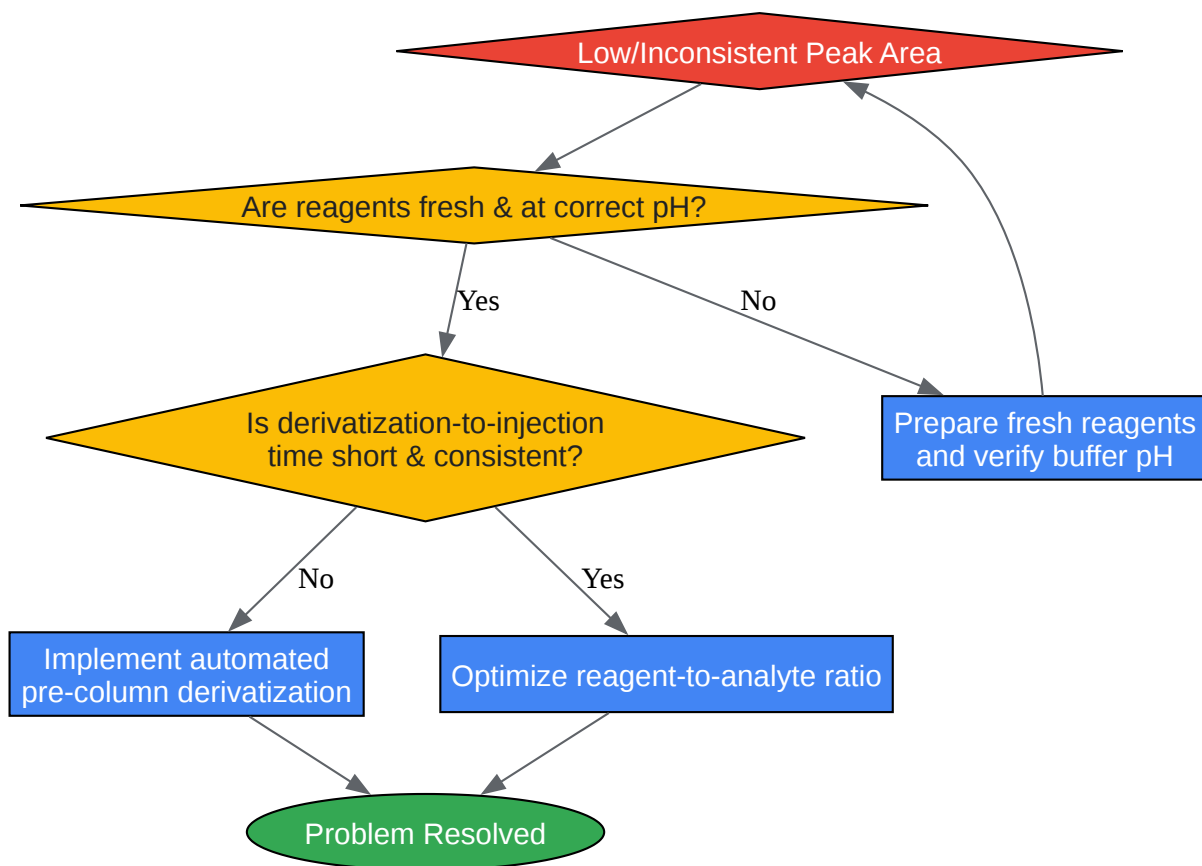 Low/Inconsistent Peak Area
Are reagents fresh & at correct pH?
Yes
No
Is derivatization-to-injection
time short & consistent?
Prepare fresh reagents
and verify buffer pH
No
Yes
Implement automated
pre-column derivatization
Optimize reagent-to-analyte ratio
Problem Resolved